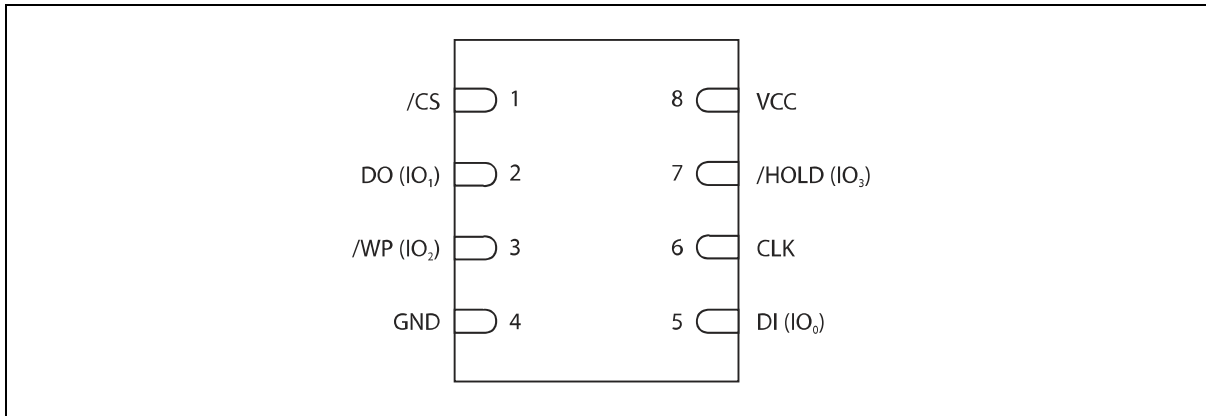 /CS 1 8 VCC
DO (IO₁) 2 7 /HOLD (IO₃)
/WP (IO₂) 3 6 CLK
GND 4 5 DI (IO₀)